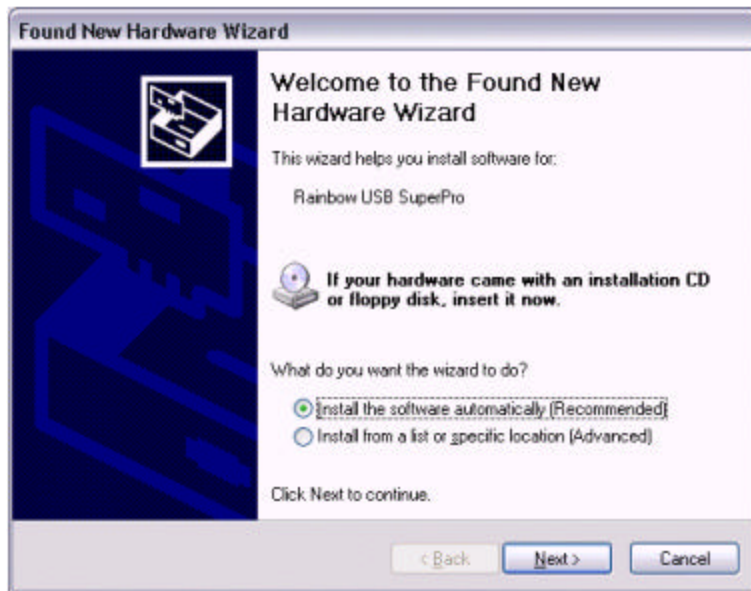 Found New Hardware Wizard
Welcome to the Found New
Hardware Wizard
This wizard helps you install software for:
Rainbow USB SuperPro
If your hardware came with an installation CD
or floppy disk, insert it now.
What do you want the wizard to do?
Install the software automatically (Recommended)
Install from a list or specific location (Advanced)
Click Next to continue.
< Back Next > Cancel